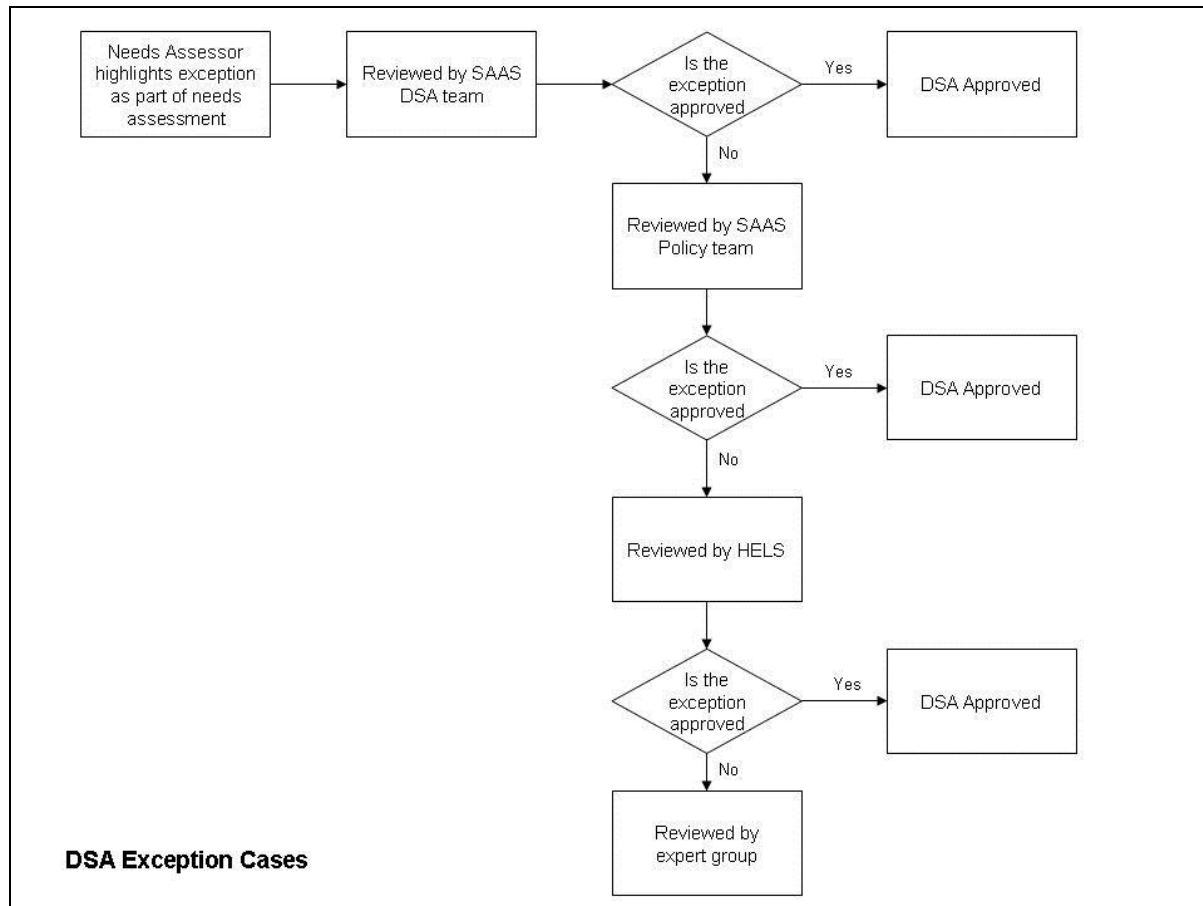 Needs Assessor
highlights exception
as part of needs
assessment
Reviewed by SAAS
DSA team
Is the
exception
approved
Yes
DSA Approved
No
Reviewed by SAAS
Policy team
Is the
exception
approved
Yes
DSA Approved
No
Reviewed by HELS
Is the
exception
approved
Yes
DSA Approved
No
Reviewed by
expert group
DSA Exception Cases